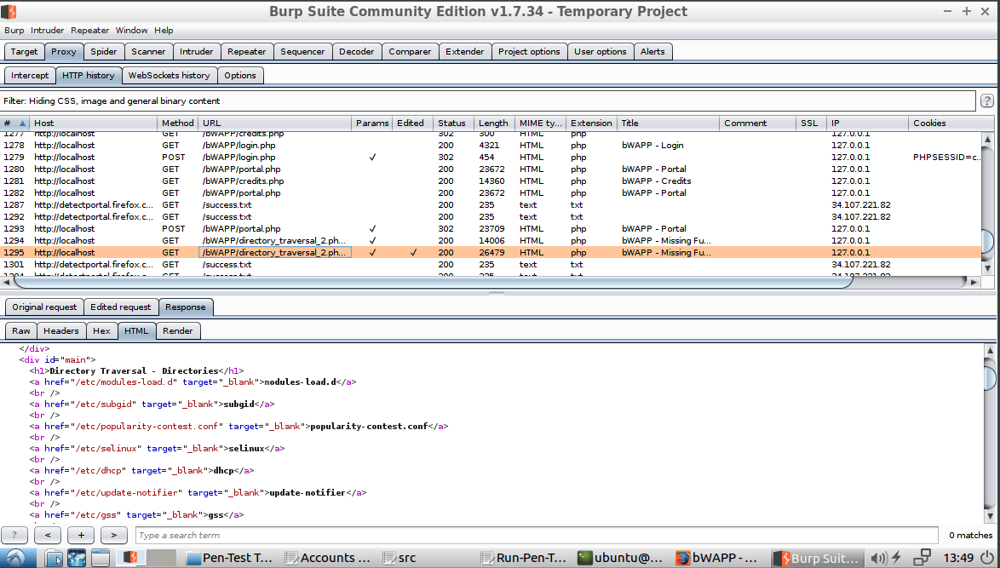 Burp Suite Community Edition v1.7.34 - Temporary Project
Burp Intruder Repeater Window Help
Target Proxy Spider Scanner Intruder Repeater Sequencer Decoder Comparer Extender Project options User options Alerts
Intercept HTTP history WebSockets history Options
Filter: Hiding CSS, image and general binary content ?
# Host Method URL Params Edited Status Length MIME ty... Extension Title Comment SSL IP Cookies
1277 http://localhost GET /bWAPP/credits.php 302 300 HTML php 127.0.0.1
1278 http://localhost GET /bWAPP/login.php 200 4321 HTML php bWAPP - Login 127.0.0.1
1279 http://localhost POST /bWAPP/login.php ✓ 302 454 HTML php 127.0.0.1 PHPSESSID=c...
1280 http://localhost GET /bWAPP/portal.php 200 23672 HTML php bWAPP - Portal 127.0.0.1
1281 http://localhost GET /bWAPP/credits.php 200 14360 HTML php bWAPP - Credits 127.0.0.1
1282 http://localhost GET /bWAPP/portal.php 200 23672 HTML php bWAPP - Portal 127.0.0.1
1287 http://detectportal.firefox.c... GET /success.txt 200 235 text txt 34.107.221.82
1292 http://detectportal.firefox.c... GET /success.txt 200 235 text txt 34.107.221.82
1293 http://localhost POST /bWAPP/portal.php ✓ 302 23709 HTML php bWAPP - Portal 127.0.0.1
1294 http://localhost GET /bWAPP/directory_traversal_2.ph... ✓ 200 14006 HTML php bWAPP - Missing Fu... 127.0.0.1
1295 http://localhost GET /bWAPP/directory_traversal_2.ph... ✓ ✓ 200 26479 HTML php bWAPP - Missing Fu... 127.0.0.1
1301 http://detectportal.firefox.c... GET /success.txt 200 235 text txt 34.107.221.82
1304 http://detectportal.firefox.c... GET /success.txt 200 235 text txt 34.107.221.82
Original request Edited request Response
Raw Headers Hex HTML Render
</div>
<div id="main">
<h1>Directory Traversal - Directories</h1>
<a href="/etc/modules-load.d" target="_blank">modules-load.d</a>
<br />
<a href="/etc/subgid" target="_blank">subgid</a>
<br />
<a href="/etc/popularity-contest.conf" target="_blank">popularity-contest.conf</a>
<br />
<a href="/etc/selinux" target="_blank">selinux</a>
<br />
<a href="/etc/dhcp" target="_blank">dhcp</a>
<br />
<a href="/etc/update-notifier" target="_blank">update-notifier</a>
<br />
<a href="/etc/gss" target="_blank">gss</a>
? < + > Type a search term 0 matches
Pen-Test T... Accounts ... src Run-Pen-T... ubuntu@... bWAPP - ... Burp Suit... 13:49